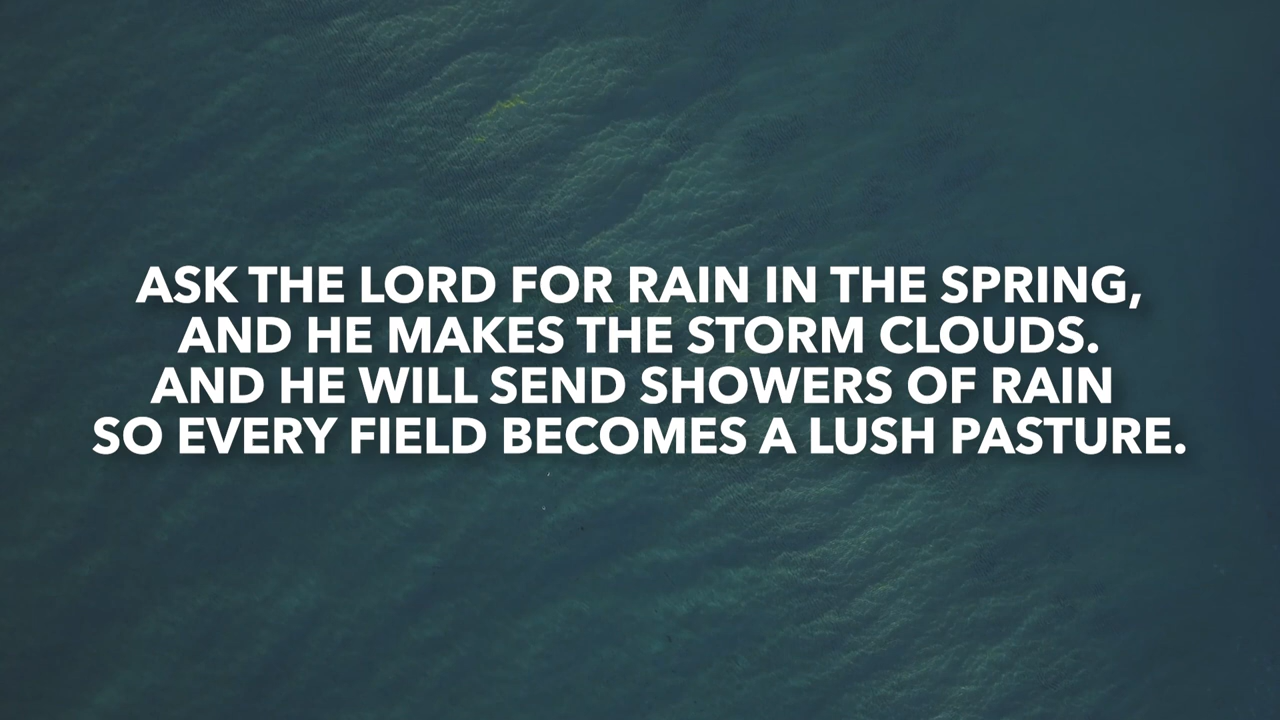 ASK THE LORD FOR RAIN IN THE SPRING,
AND HE MAKES THE STORM CLOUDS.
AND HE WILL SEND SHOWERS OF RAIN
SO EVERY FIELD BECOMES A LUSH PASTURE.